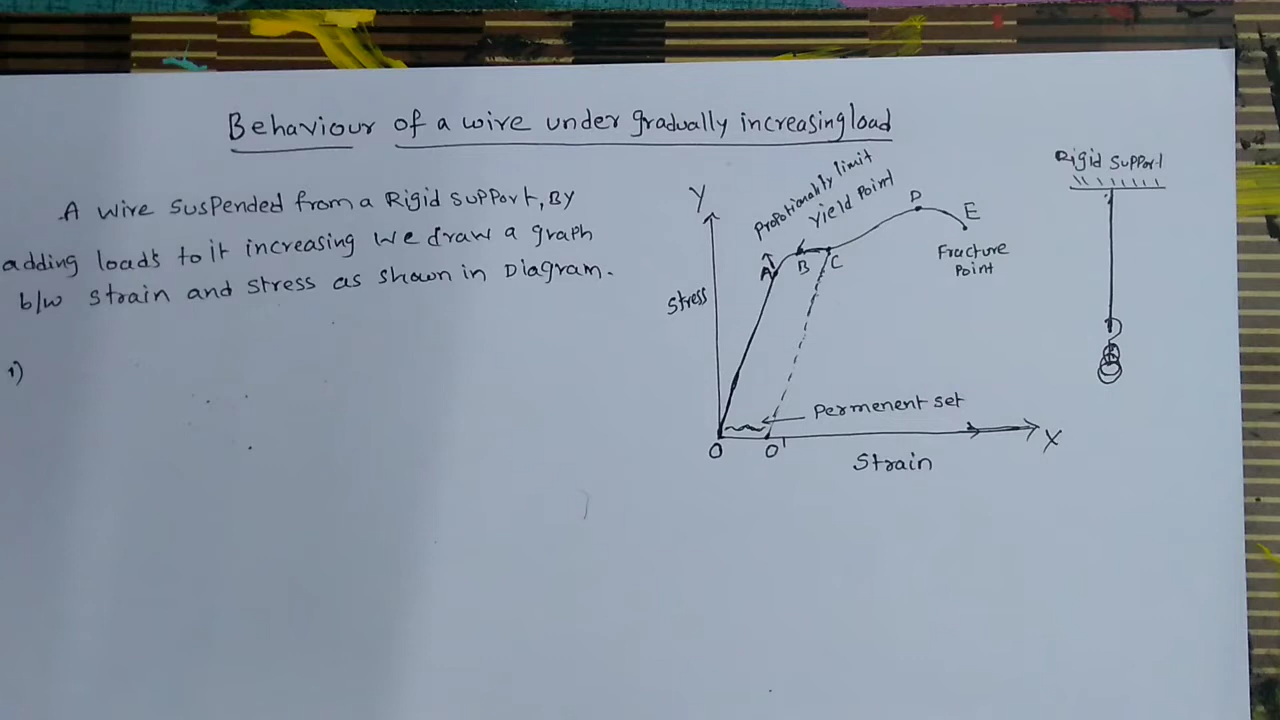 Behaviour of a wire under gradually increasing load
A wire suspended from a Rigid support, By
adding loads to it increasing we draw a graph
b/w strain and stress as shown in Diagram.
1)
Y
Stress
Propotionably limit
yield point
A
B
C
D
E
Fracture
Point
Permenent set
O
O'
Strain
X
Rigid Support